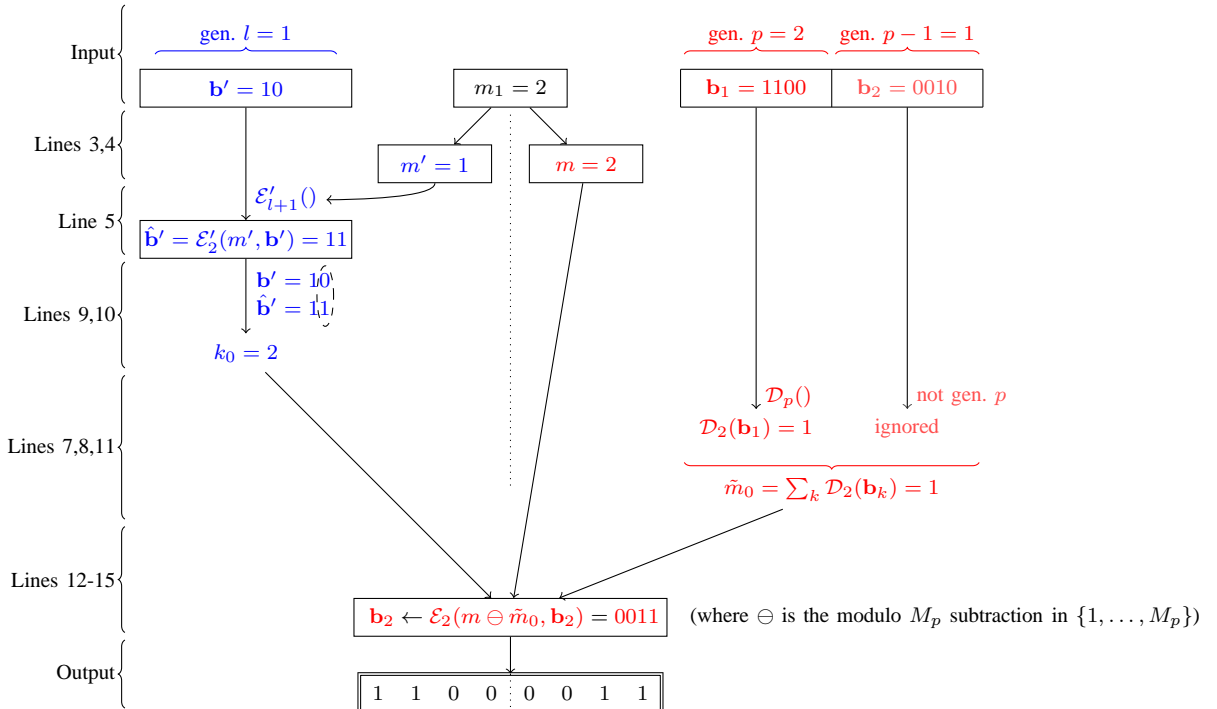 gen. l = 1 gen. p = 2 gen. p − 1 = 1
Input
b′ = 10 m₁ = 2 b₁ = 1100 b₂ = 0010
Lines 3,4
m′ = 1 m = 2
Line 5
ℰ′ₗ₊₁()
b̂′ = ℰ′₂(m′, b′) = 11
b′ = 10
Lines 9,10
b̂′ = 11
k₀ = 2
𝒟ₚ() not gen. p
Lines 7,8,11
𝒟₂(b₁) = 1 ignored
m̃₀ = ∑ₖ 𝒟₂(bₖ) = 1
Lines 12-15
b₂ ← ℰ₂(m ⊖ m̃₀, b₂) = 0011 (where ⊖ is the modulo Mₚ subtraction in {1, . . . , Mₚ})
Output
1 1 0 0 0 0 1 1